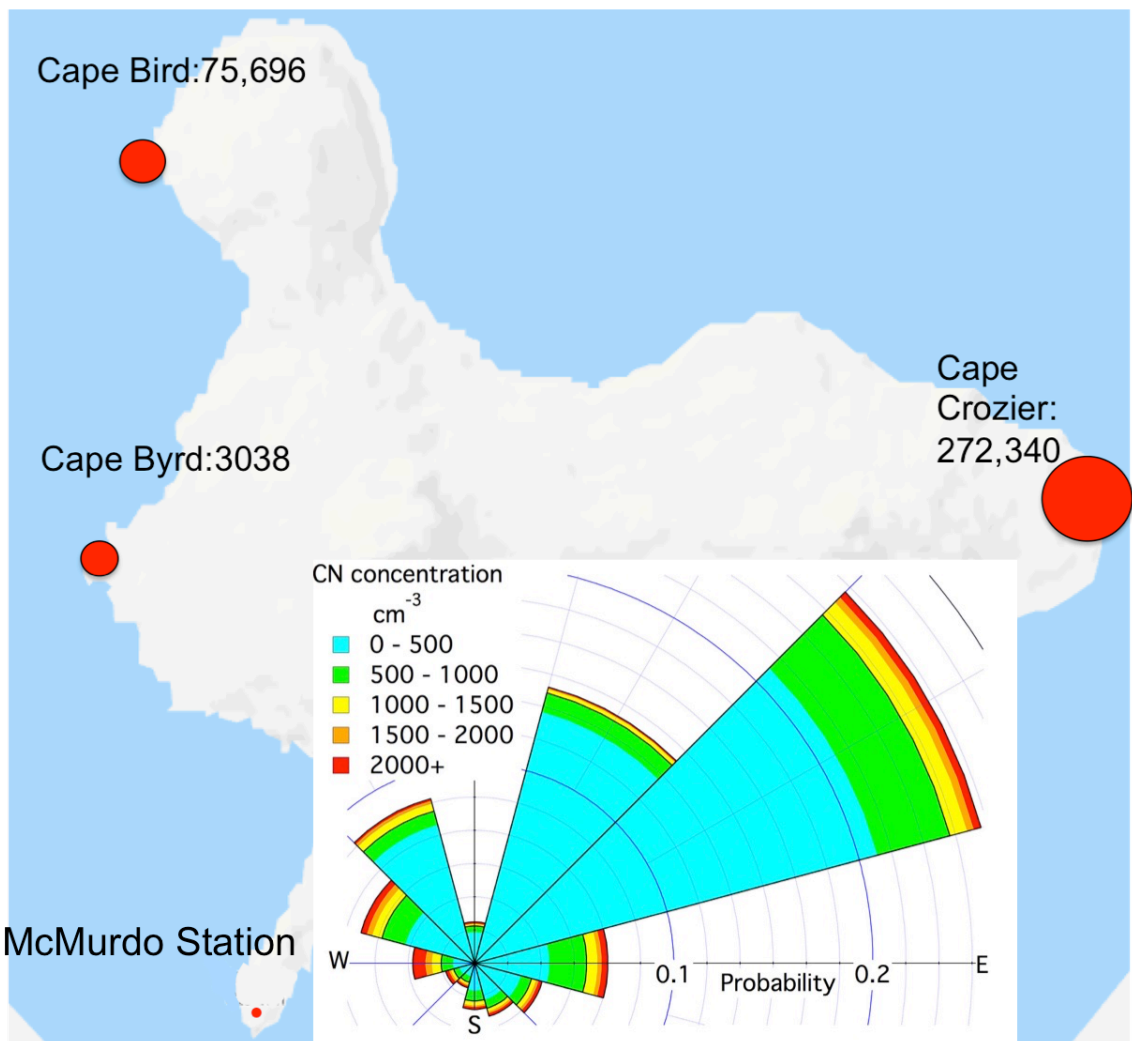 Cape Bird:75,696
Cape Byrd:3038
Cape
Crozier:
272,340
McMurdo Station
CN concentration
cm-3
0 - 500
500 - 1000
1000 - 1500
1500 - 2000
2000+
W
0.1
Probability
0.2
E
S